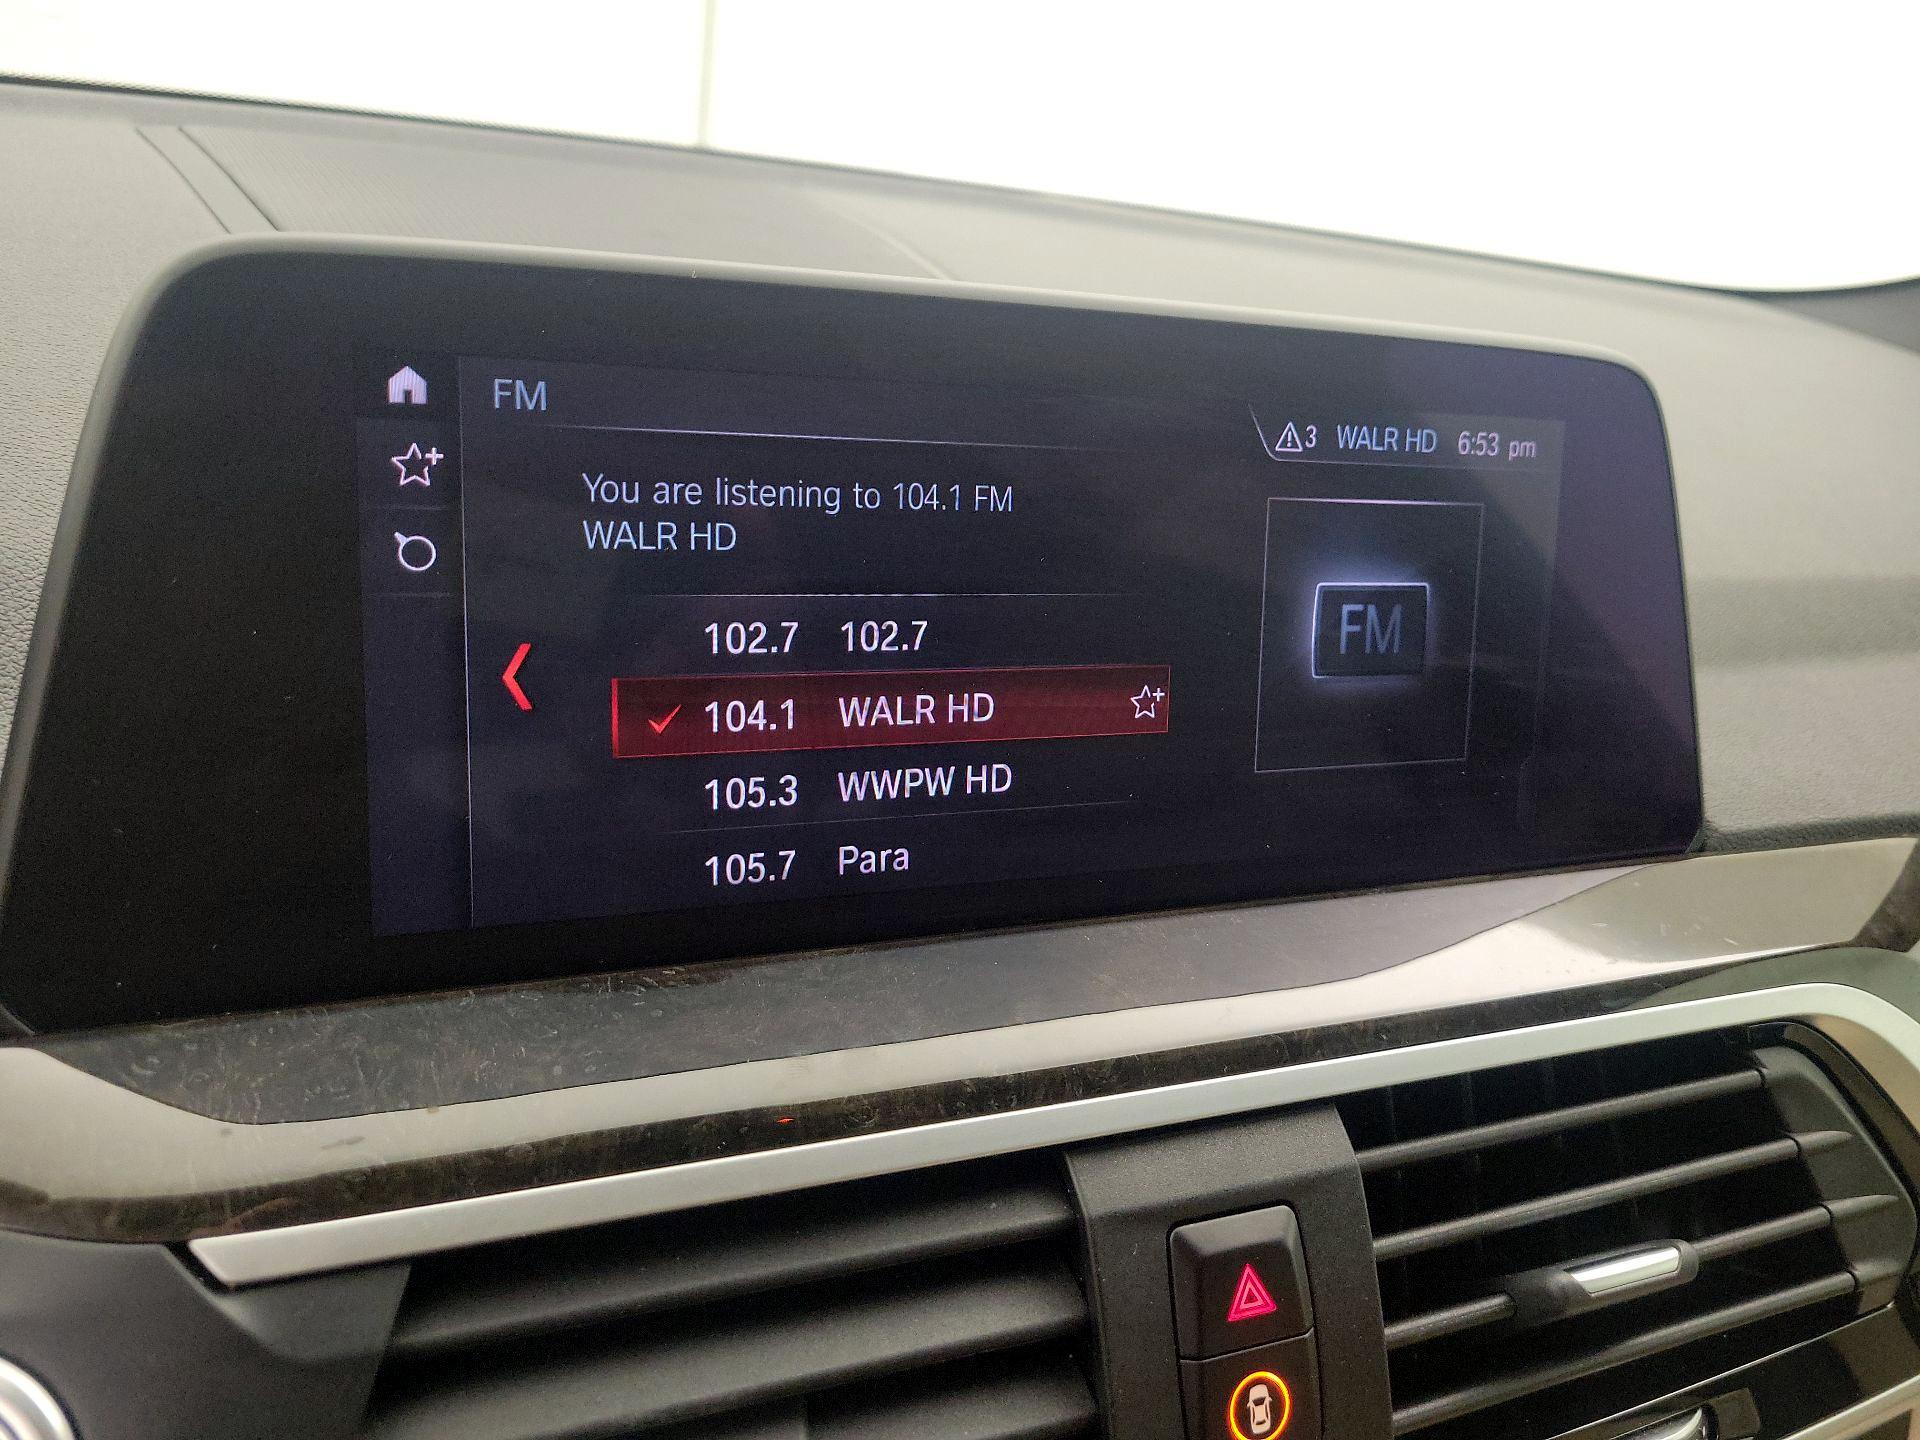 FM
3 WALR HD 6:53 pm
You are listening to 104.1 FM
WALR HD
102.7 102.7
104.1 WALR HD
105.3 WWPW HD
105.7 Para
FM